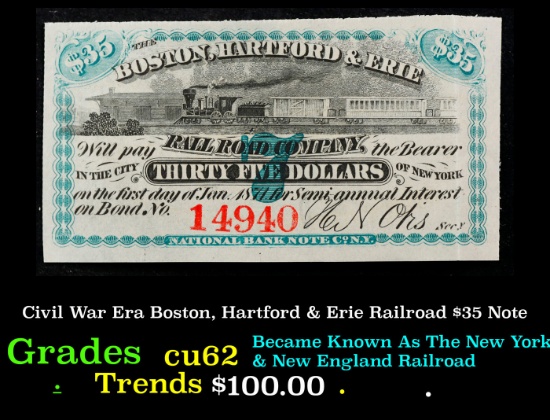 $35 THE $35
BOSTON, HARTFORD & ERIE
Will pay RAIL ROAD COMPANY, the Bearer
IN THE CITY THIRTY FIVE DOLLARS OF NEW YORK
7
on the first day of Jan. 1871 for Semi annual Interest
on Bond No. 14940
NATIONAL BANK NOTE Co. N.Y.
Civil War Era Boston, Hartford & Erie Railroad $35 Note
Grades cu62 Became Known As The New York
& New England Railroad
. Trends $100.00 . .